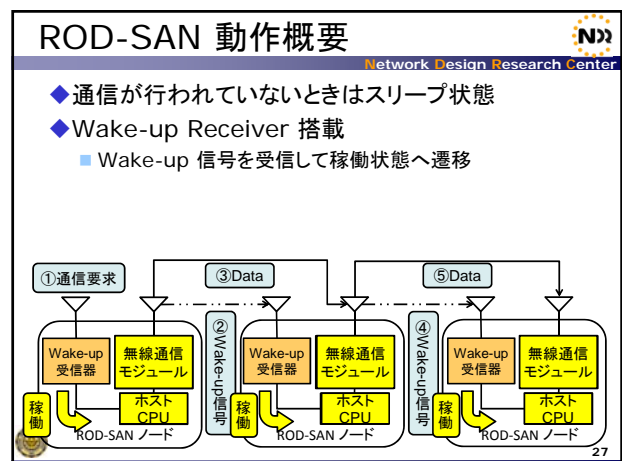 ROD-SAN 動作概要
NDR
Network Design Research Center
◆通信が行われていないときはスリープ状態
◆Wake-up Receiver 搭載
■ Wake-up 信号を受信して稼働状態へ遷移
①通信要求
③Data
⑤Data
②Wake-up信号
④Wake-up信号
Wake-up
受信器
無線通信
モジュール
ホスト
CPU
稼働
ROD-SAN ノード
Wake-up
受信器
無線通信
モジュール
ホスト
CPU
稼働
ROD-SAN ノード
Wake-up
受信器
無線通信
モジュール
ホスト
CPU
稼働
ROD-SAN ノード
27